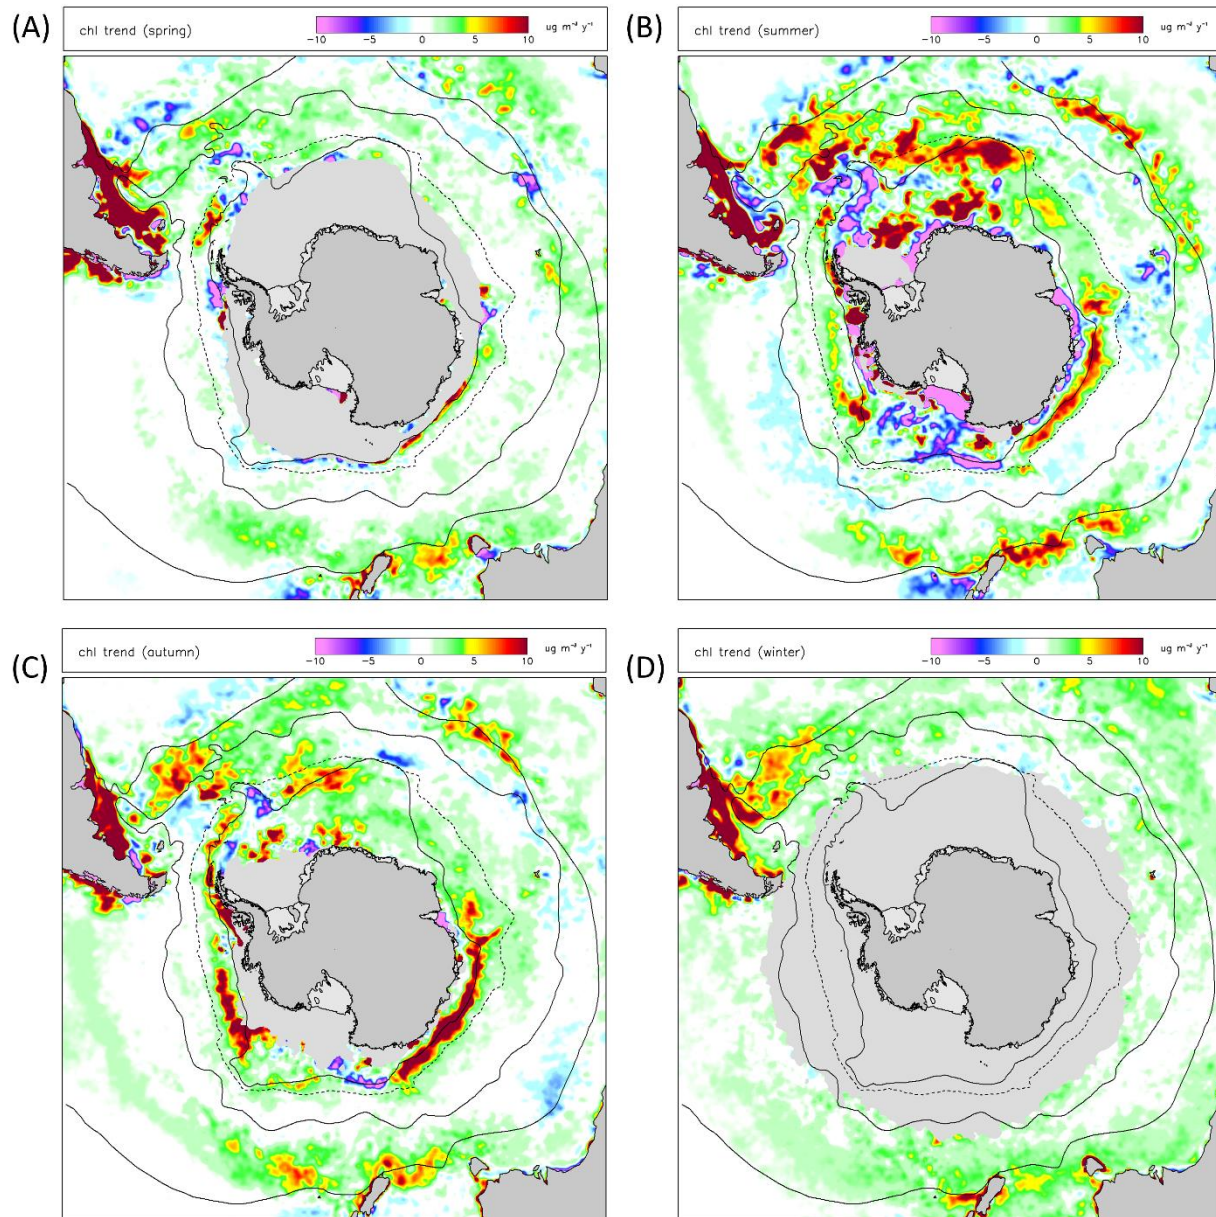 (A)
chl trend (spring)
−10 −5 0 5 10
ug m⁻³ y⁻¹
(B)
chl trend (summer)
−10 −5 0 5 10
ug m⁻³ y⁻¹
(C)
chl trend (autumn)
−10 −5 0 5 10
ug m⁻³ y⁻¹
(D)
chl trend (winter)
−10 −5 0 5 10
ug m⁻³ y⁻¹